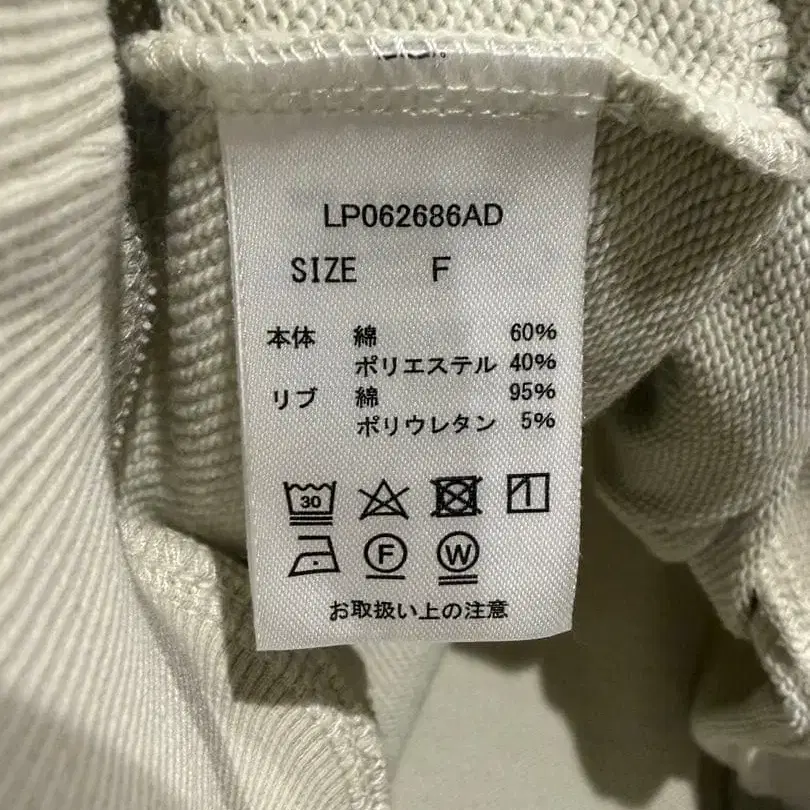 LP062686AD
SIZE F
本体 綿 60%
ポリエステル 40%
リブ 綿 95%
ポリウレタン 5%
30
F W
お取扱い上の注意